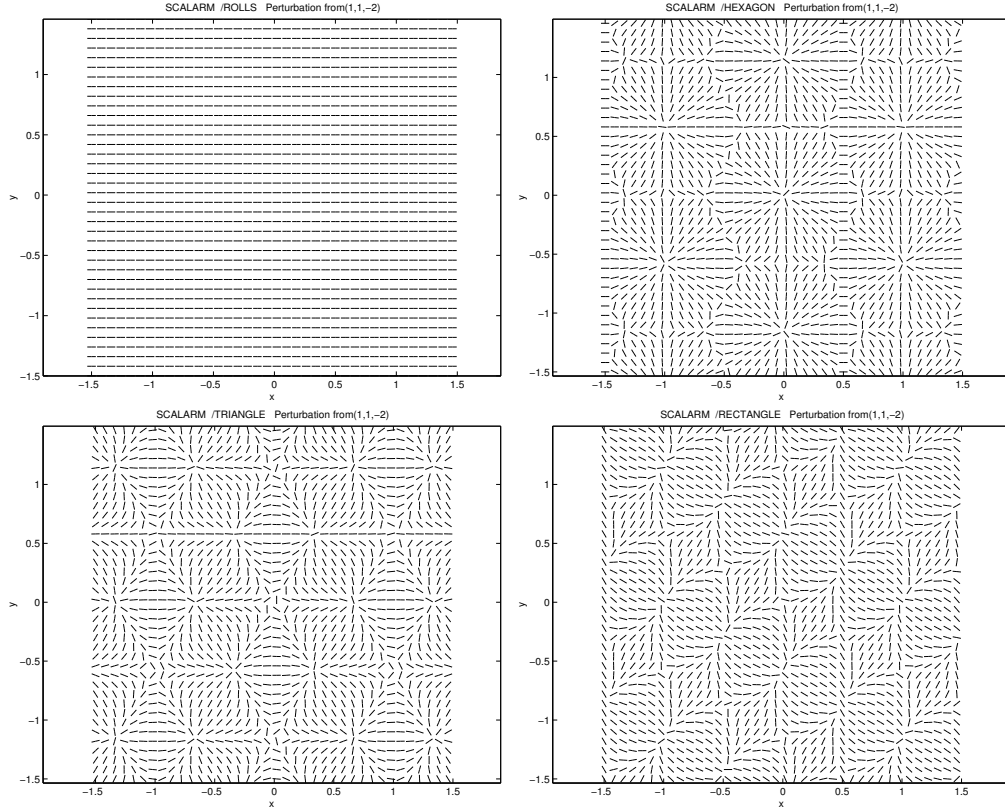 SCALARM /ROLLS Perturbation from(1,1,−2)
1
0.5
0
−0.5
−1
−1.5
y
−1.5 −1 −0.5 0 0.5 1 1.5
x
SCALARM /HEXAGON Perturbation from(1,1,−2)
1
0.5
0
−0.5
−1
−1.5
y
−1.5 −1 −0.5 0 0.5 1 1.5
x
SCALARM /TRIANGLE Perturbation from(1,1,−2)
1
0.5
0
−0.5
−1
−1.5
y
−1.5 −1 −0.5 0 0.5 1 1.5
x
SCALARM /RECTANGLE Perturbation from(1,1,−2)
1
0.5
0
−0.5
−1
−1.5
y
−1.5 −1 −0.5 0 0.5 1 1.5
x